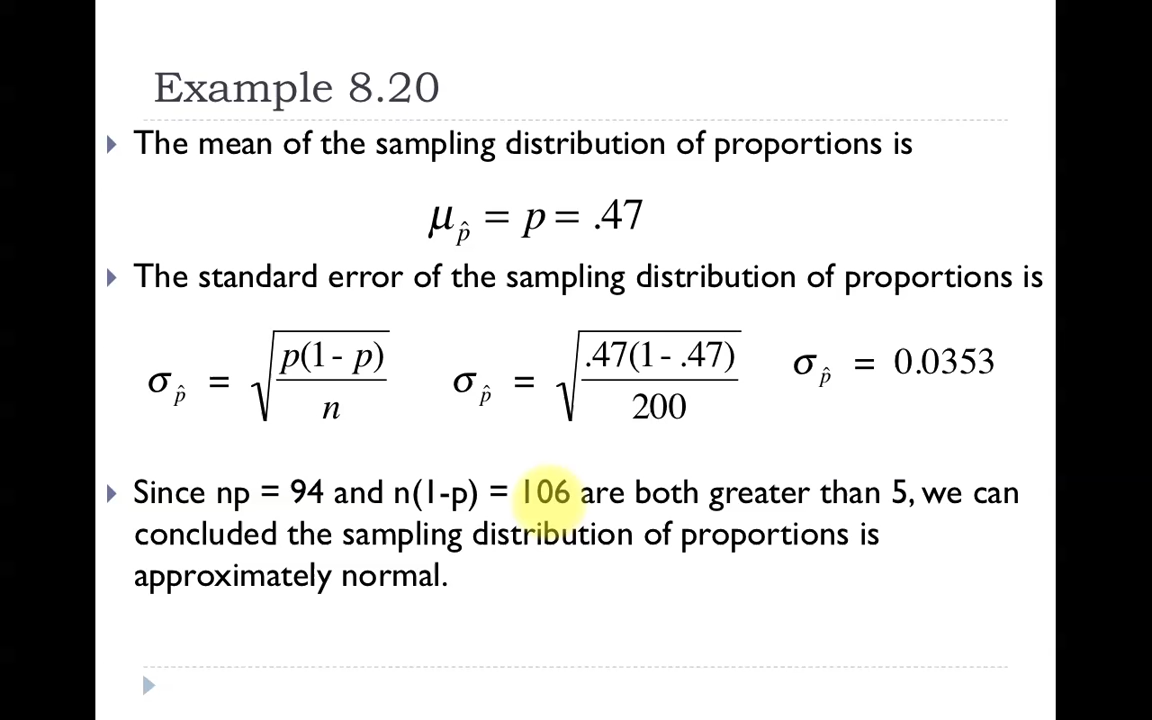 Example 8.20
The mean of the sampling distribution of proportions is
μ_p̂ = p = .47
The standard error of the sampling distribution of proportions is
σ_p̂ = √(p(1 - p)/n) σ_p̂ = √(.47(1 - .47)/200) σ_p̂ = 0.0353
Since np = 94 and n(1-p) = 106 are both greater than 5, we can
concluded the sampling distribution of proportions is
approximately normal.